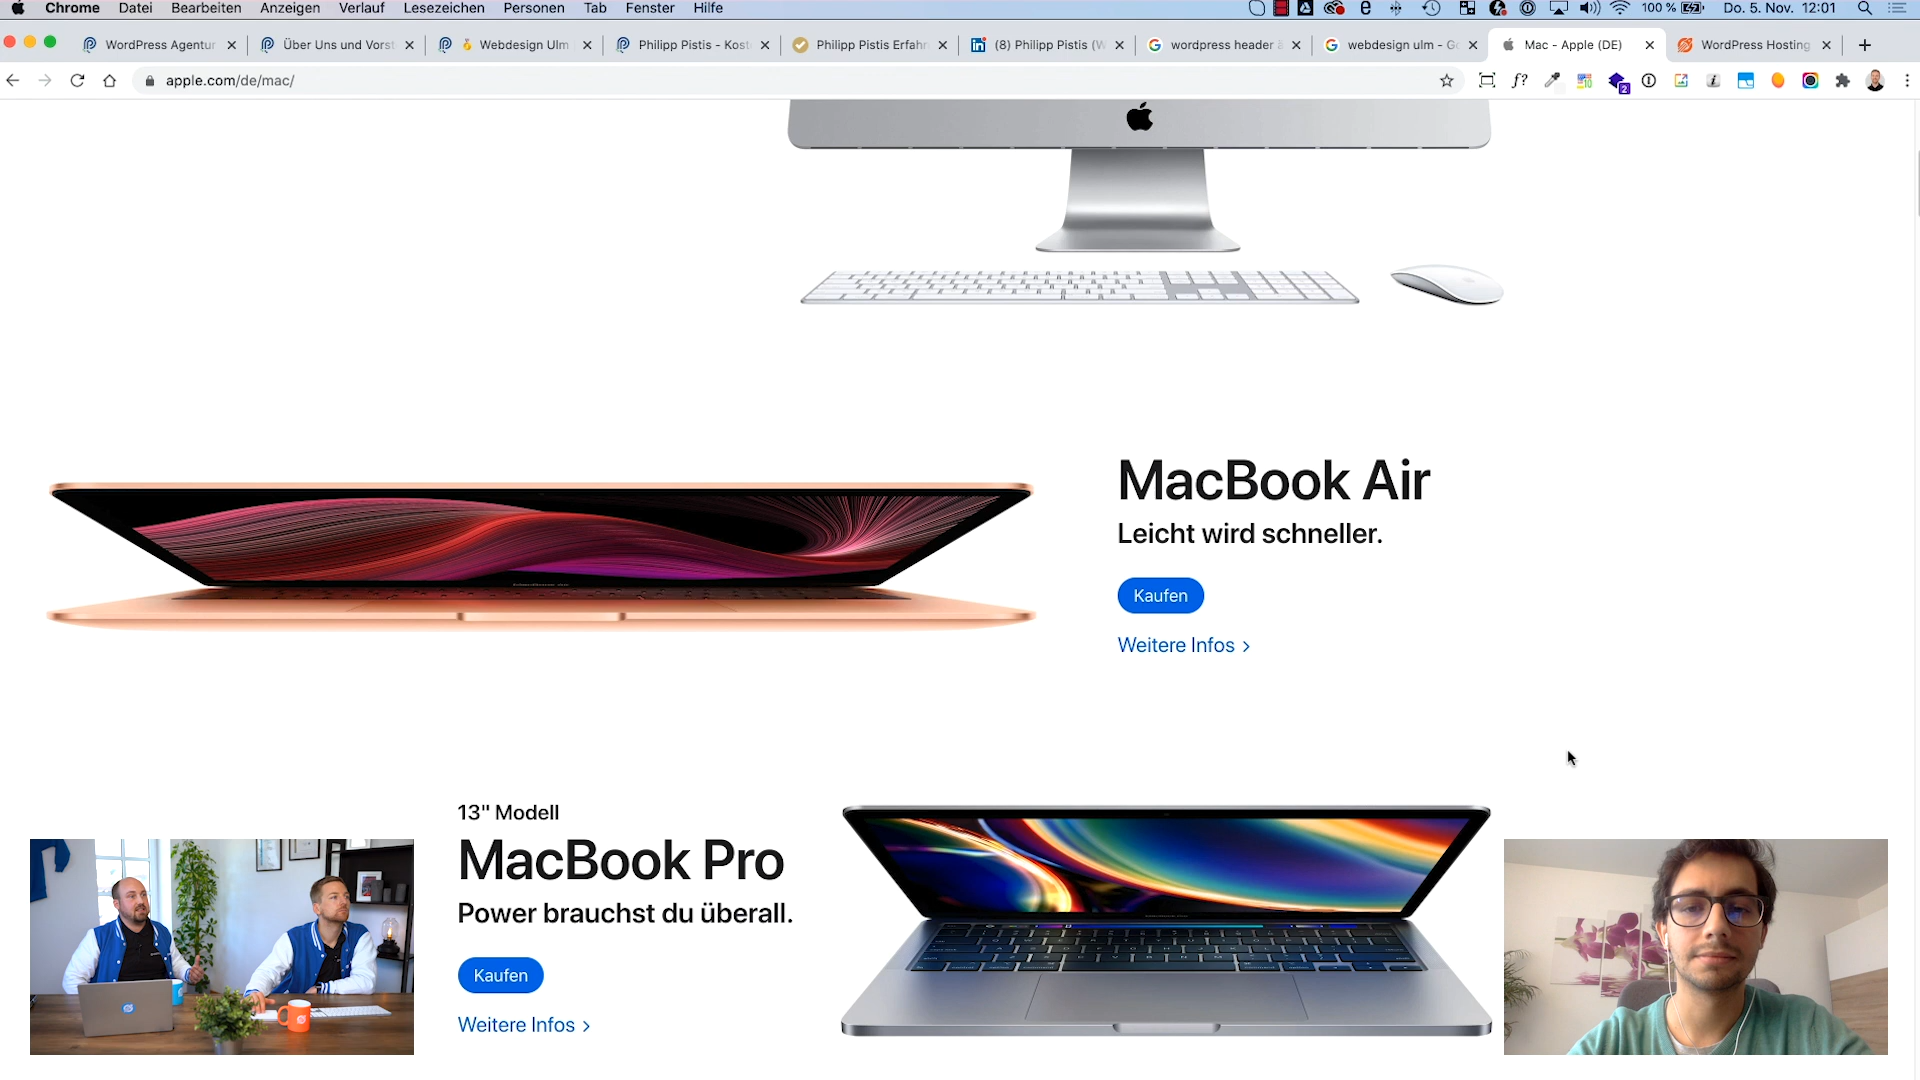 Chrome Datei Bearbeiten Anzeigen Verlauf Lesezeichen Personen Tab Fenster Hilfe 100 % Do. 5. Nov. 12:01
WordPress Agentur Über Uns und Vorst Webdesign Ulm Philipp Pistis - Kost Philipp Pistis Erfahr (8) Philipp Pistis (W wordpress header ä webdesign ulm - Go Mac - Apple (DE) WordPress Hosting
apple.com/de/mac/
MacBook Air
Leicht wird schneller.
Kaufen
Weitere Infos >
13" Modell
MacBook Pro
Power brauchst du überall.
Kaufen
Weitere Infos >